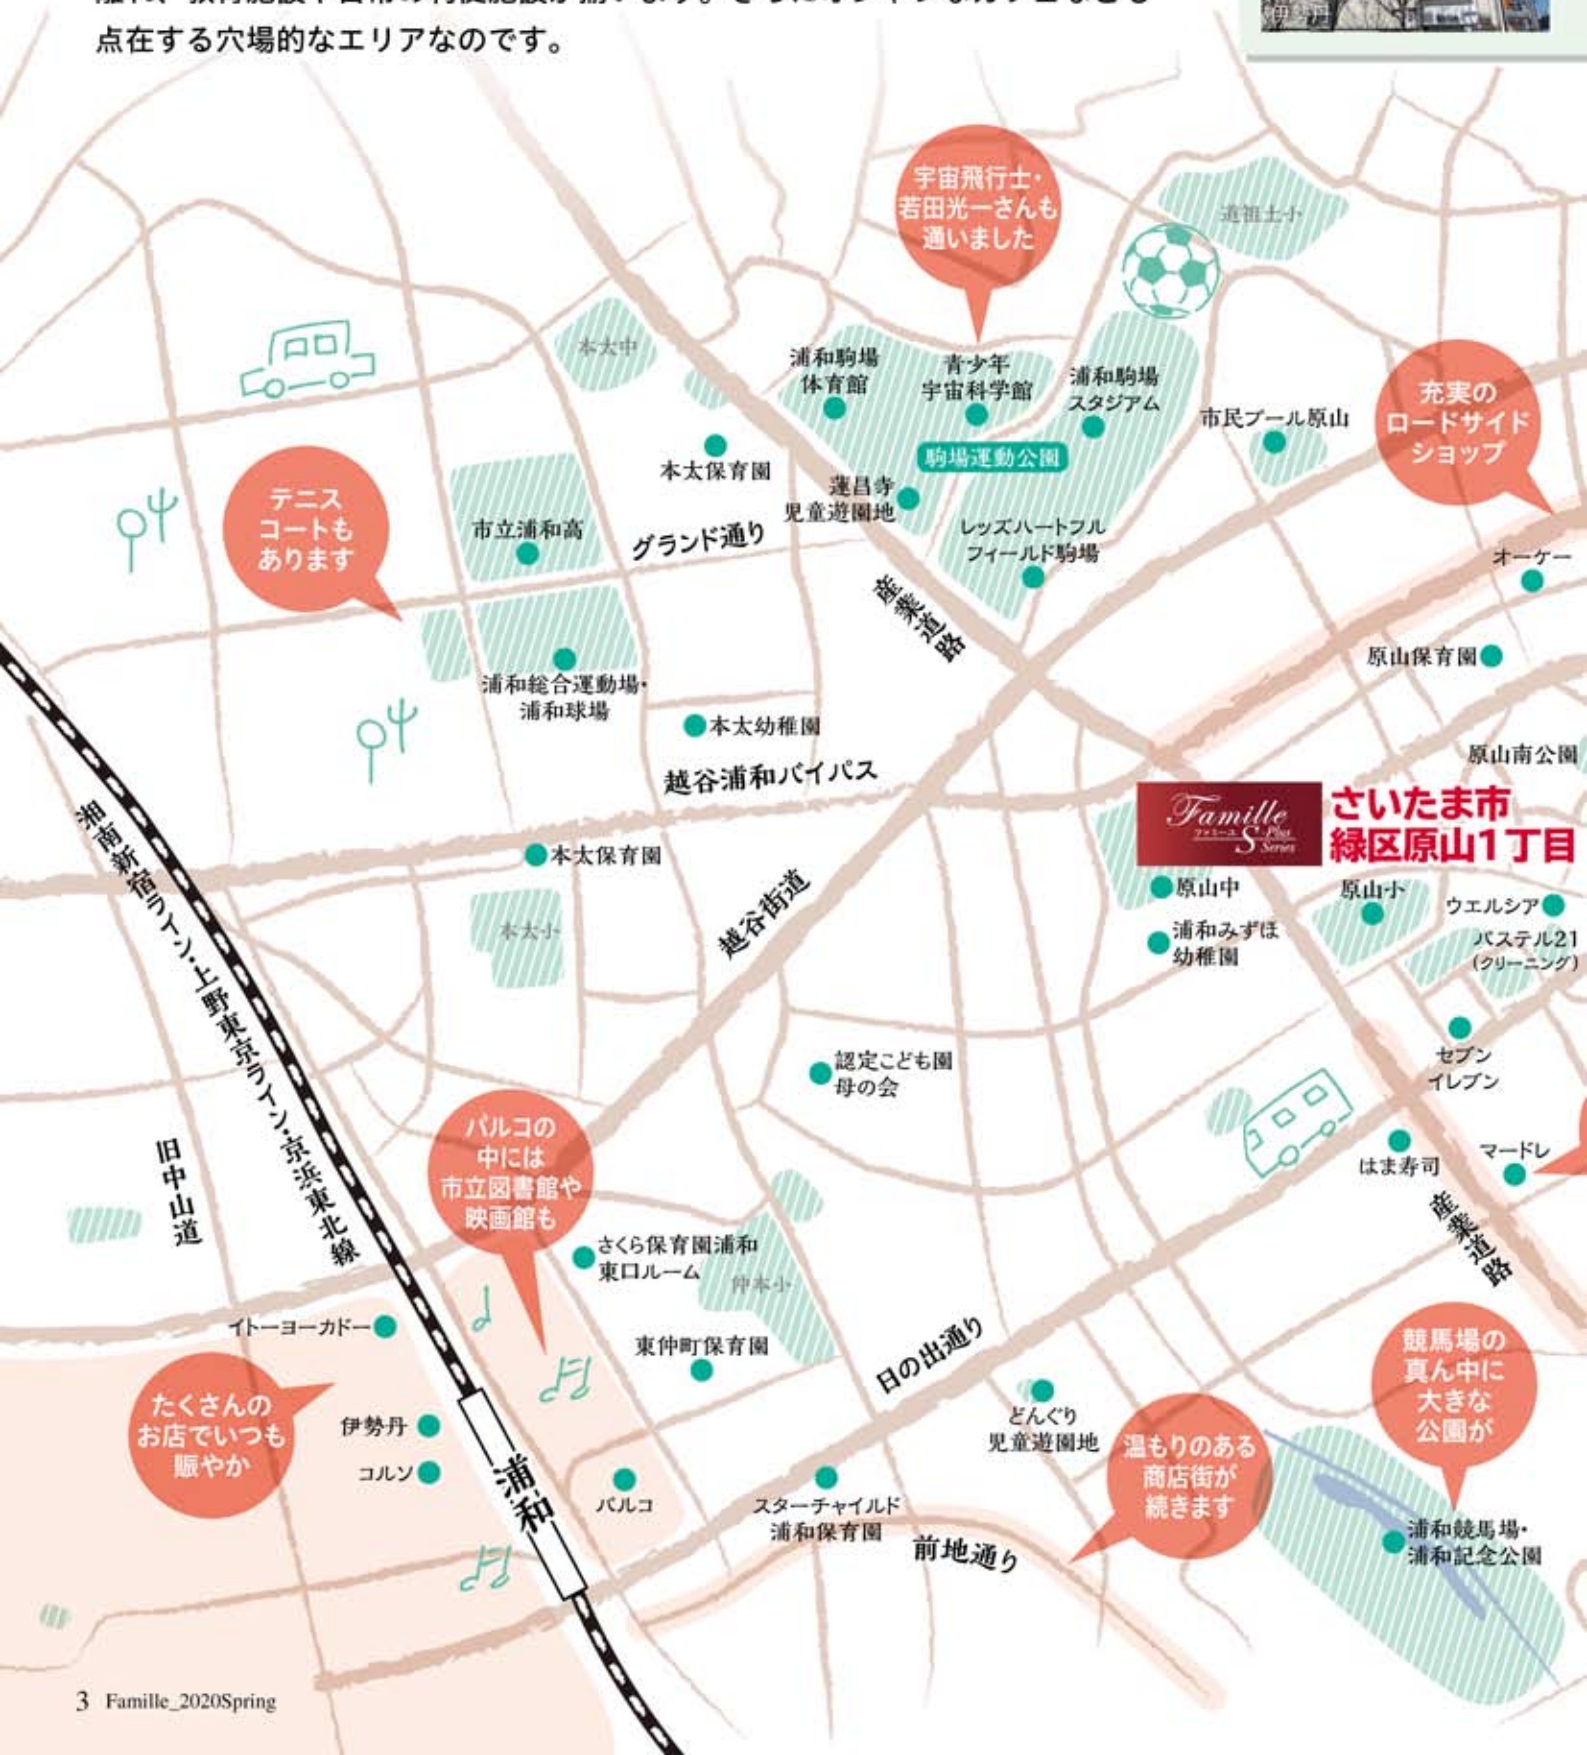 点在する穴場的なエリアなのです。
宇宙飛行士・
若田光一さんも
通いました
道祖土小
本太中
浦和駒場
体育館
青少年
宇宙科学館
浦和駒場
スタジアム
市民プール原山
充実の
ロードサイド
ショップ
駒場運動公園
本太保育園
蓮昌寺
児童遊園地
テニス
コートも
あります
市立浦和高
グランド通り
レッズハートフル
フィールド駒場
オーケー
産業道路
原山保育園
浦和総合運動場・
浦和球場
本太幼稚園
越谷浦和バイパス
原山南公園
Famille
ファミーユ
S Plus
Series
さいたま市
緑区原山1丁目
湘南新宿ライン・上野東京ライン・京浜東北線
本太保育園
本太小
越谷街道
原山中
浦和みずほ
幼稚園
原山小
ウエルシア
パステル21
(クリーニング)
セブン
イレブン
認定こども園
母の会
パルコの
中には
市立図書館や
映画館も
旧中山道
はま寿司
マードレ
産業道路
さくら保育園浦和
東口ルーム
仲本小
イトーヨーカドー
東仲町保育園
日の出通り
競馬場の
真ん中に
大きな
公園が
たくさんの
お店でいつも
賑やか
伊勢丹
コルソ
浦和
パルコ
どんぐり
児童遊園地
温もりのある
商店街が
続きます
スターチャイルド
浦和保育園
前地通り
浦和競馬場・
浦和記念公園
3 Famille_2020Spring